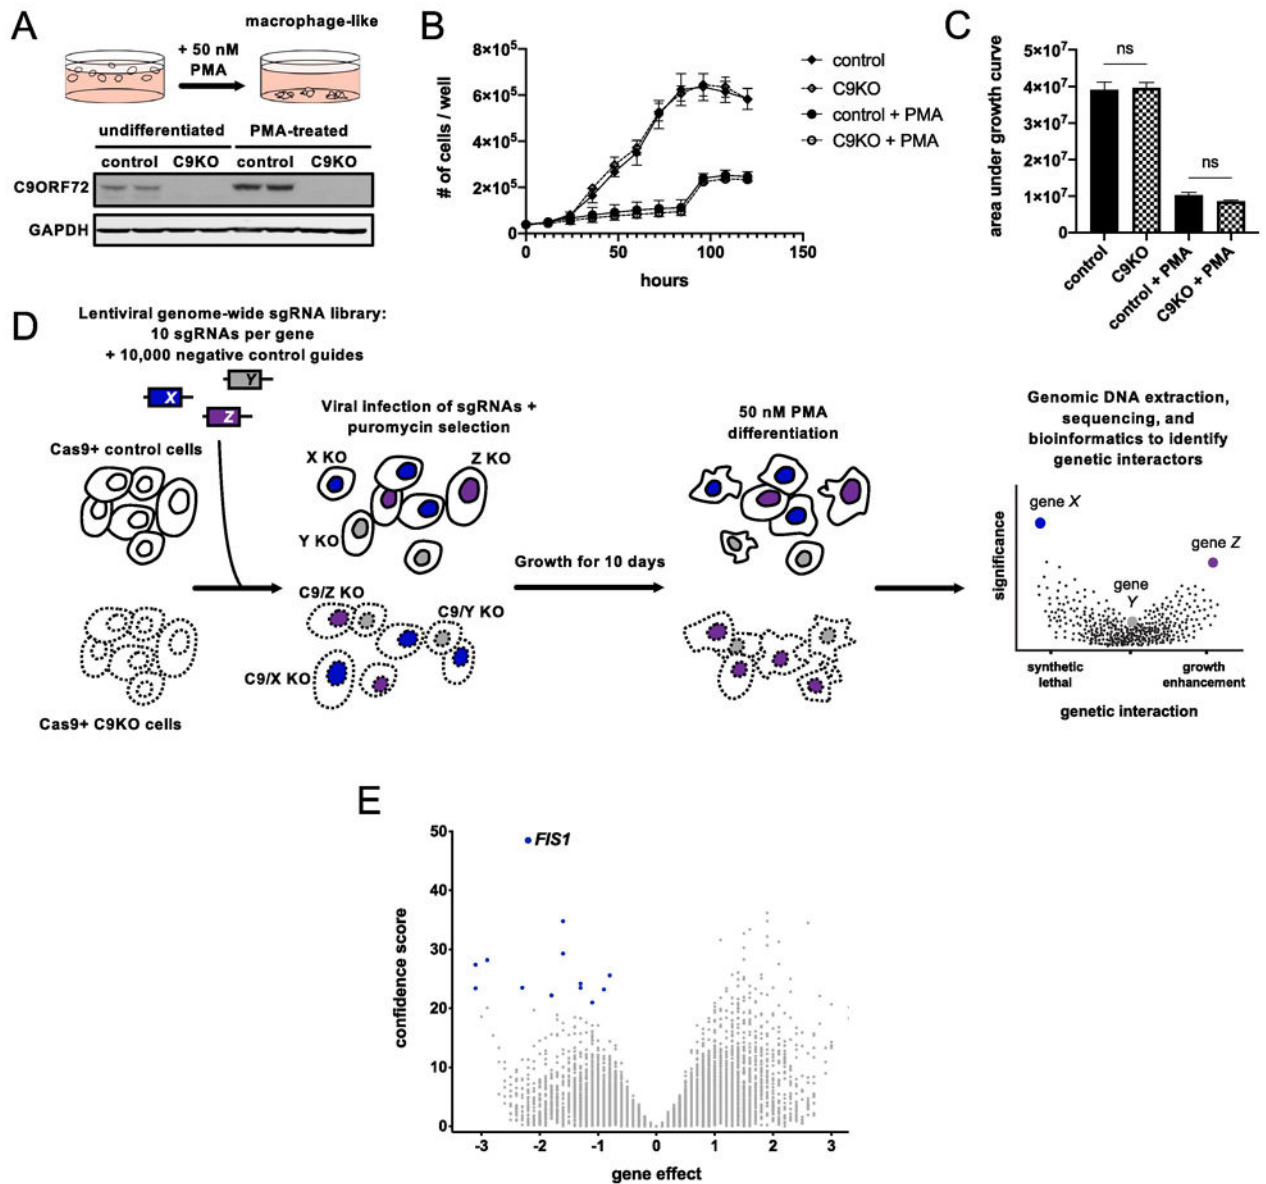 A
macrophage-like
+ 50 nM
PMA
undifferentiated
PMA-treated
control
C9KO
control
C9KO
C9ORF72
GAPDH
B
# of cells / well
8×10⁵
6×10⁵
4×10⁵
2×10⁵
0
0
50
100
150
hours
control
C9KO
control + PMA
C9KO + PMA
C
area under growth curve
5×10⁷
4×10⁷
3×10⁷
2×10⁷
1×10⁷
0
ns
ns
control
C9KO
control + PMA
C9KO + PMA
D
Lentiviral genome-wide sgRNA library:
10 sgRNAs per gene
+ 10,000 negative control guides
X
Y
Z
Cas9+ control cells
Cas9+ C9KO cells
Viral infection of sgRNAs +
puromycin selection
X KO
Z KO
Y KO
C9/Z KO
C9/Y KO
C9/X KO
Growth for 10 days
50 nM PMA
differentiation
Genomic DNA extraction,
sequencing, and
bioinformatics to identify
genetic interactors
significance
gene X
gene Z
gene
Y
synthetic
lethal
growth
enhancement
genetic interaction
E
confidence score
50
40
30
20
10
0
FIS1
-3
-2
-1
0
1
2
3
gene effect